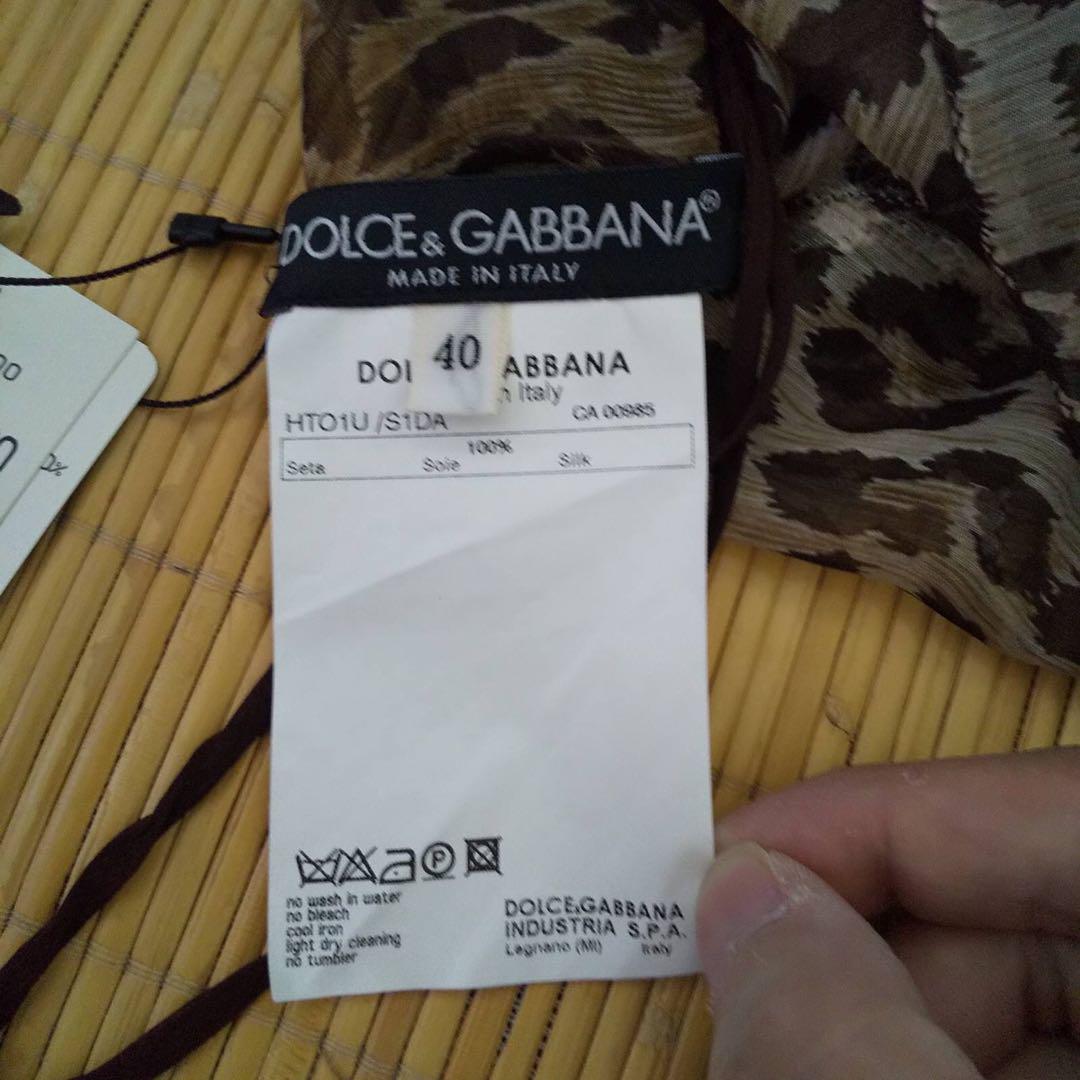 DOLCE & GABBANA®
MADE IN ITALY
40
DOL ABBANA
Italy
HTO1U /S1DA CA 00985
100%
Seta Soie Silk
P
no wash in water
no bleach
cool iron
light dry cleaning
no tumbler
DOLCE&GABBANA
INDUSTRIA S.P.A.
Legnano (MI) Italy